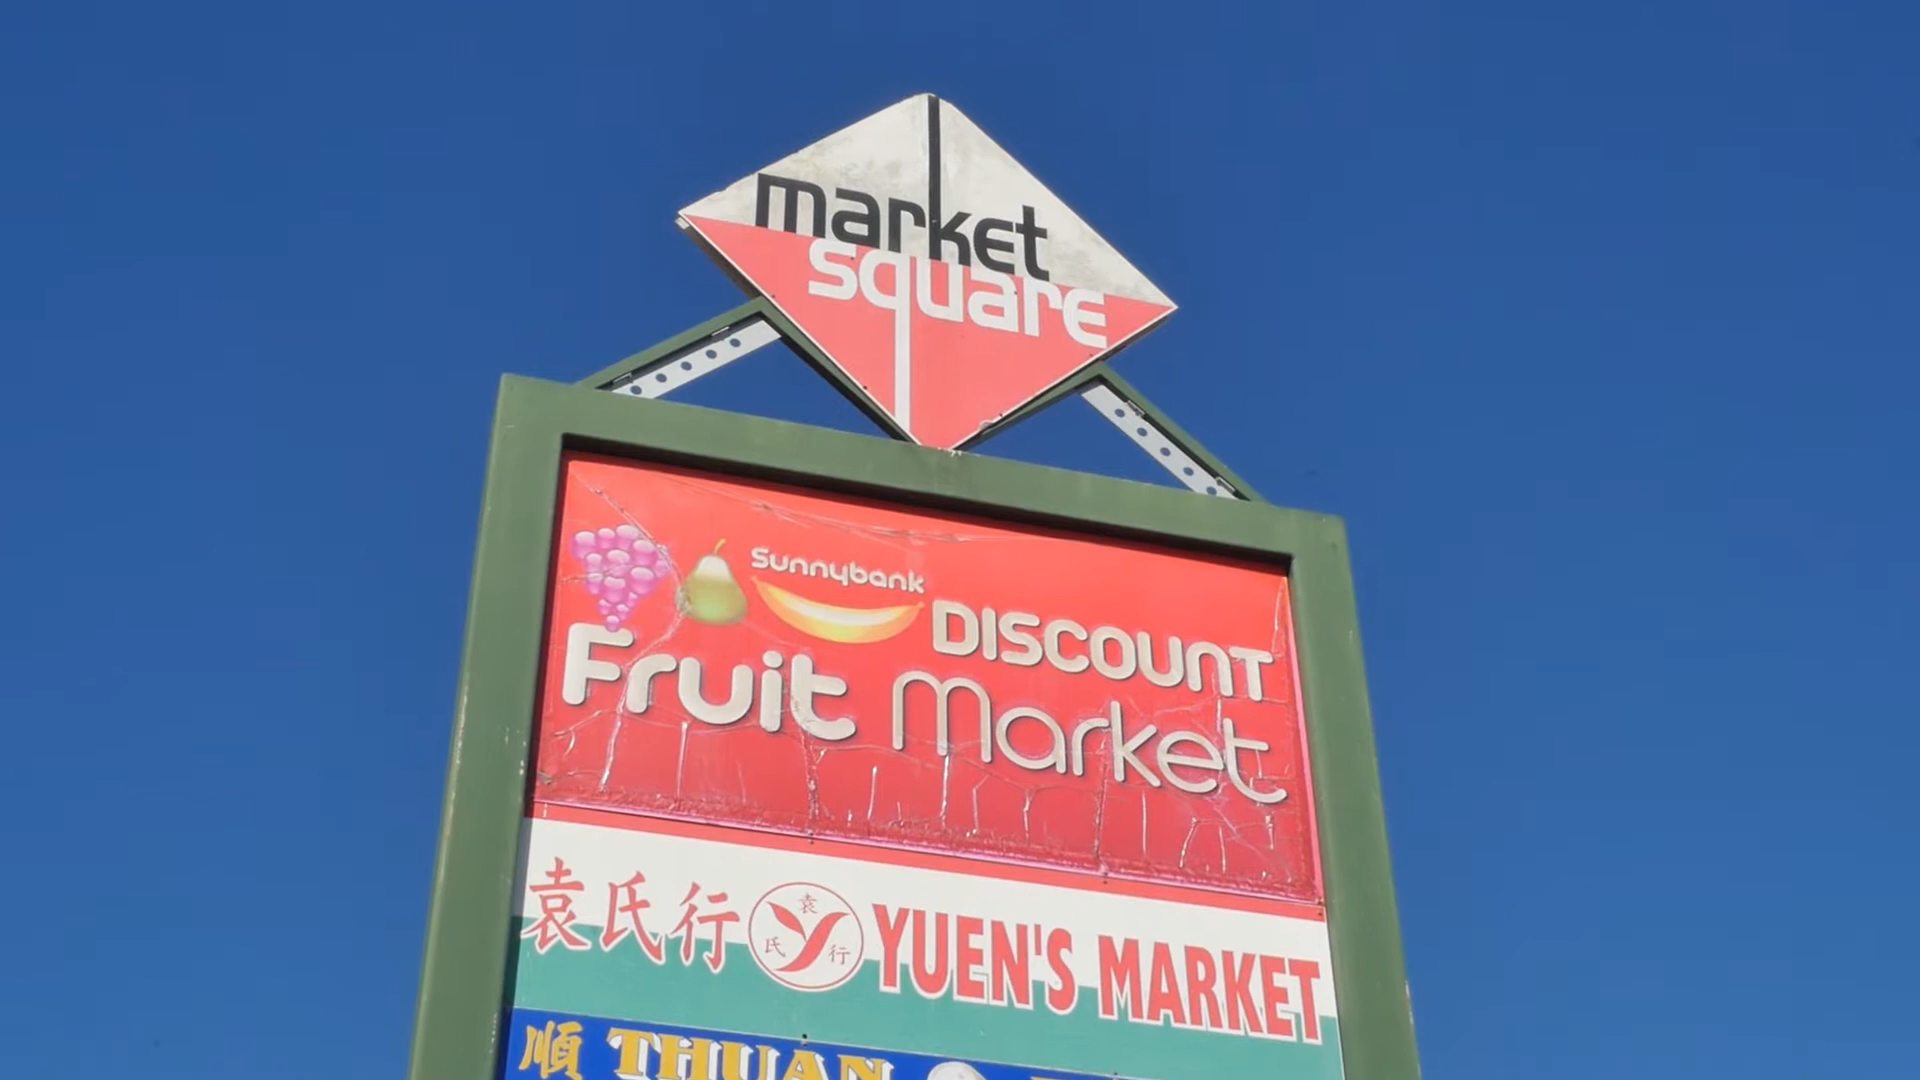 market
square
Sunnybank
DISCOUNT
Fruit Market
袁氏行 袁氏行 YUEN'S MARKET
順 THUAN